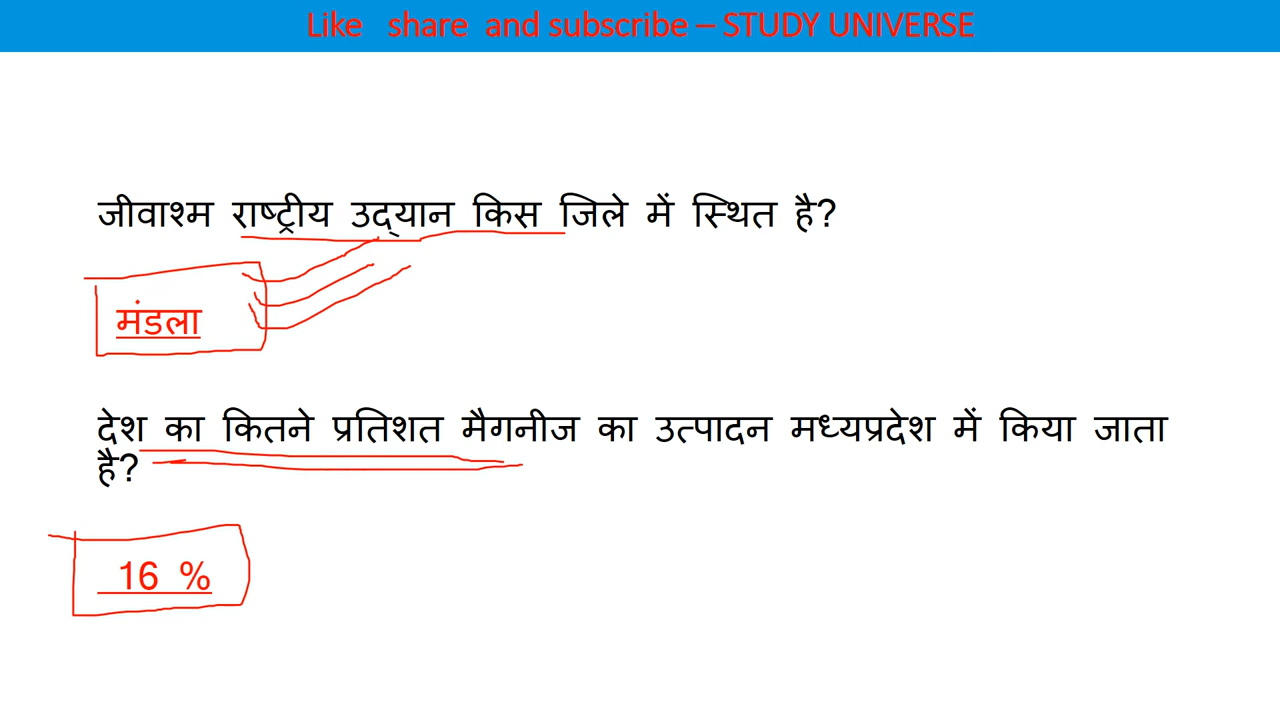 Like share and subscribe – STUDY UNIVERSE
जीवाश्म राष्ट्रीय उद्यान किस जिले में स्थित है?
मंडला
देश का कितने प्रतिशत मैगनीज का उत्पादन मध्यप्रदेश में किया जाता
है?
16 %